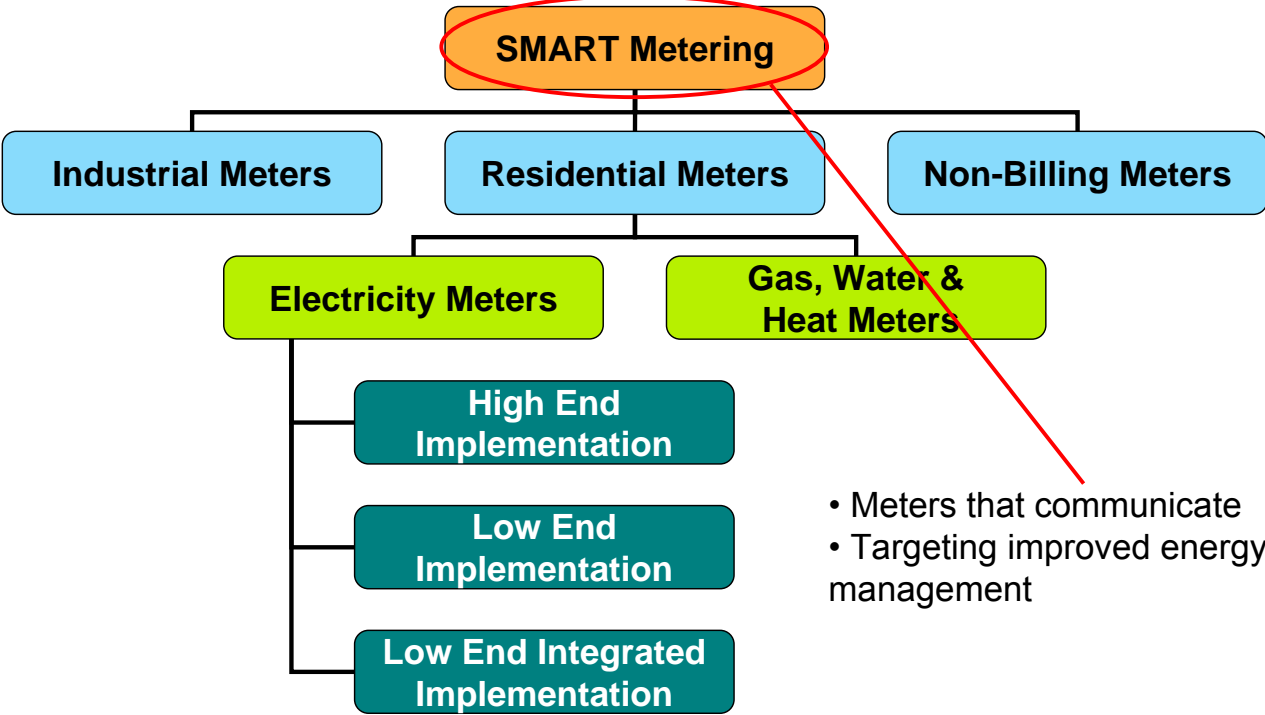 SMART Metering
Industrial Meters
Residential Meters
Non-Billing Meters
Electricity Meters
Gas, Water &
Heat Meters
High End
Implementation
Low End
Implementation
Low End Integrated
Implementation
• Meters that communicate
• Targeting improved energy
management